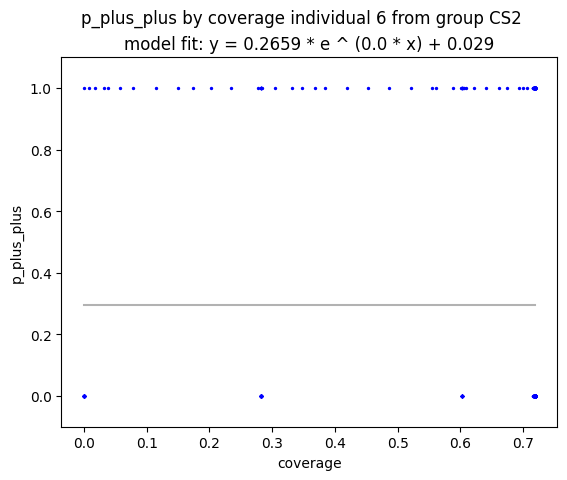 p_plus_plus by coverage individual 6 from group CS2
model fit: y = 0.2659 * e ^ (0.0 * x) + 0.029
1.0
0.8
0.6
0.4
0.2
0.0
p_plus_plus
0.0 0.1 0.2 0.3 0.4 0.5 0.6 0.7
coverage